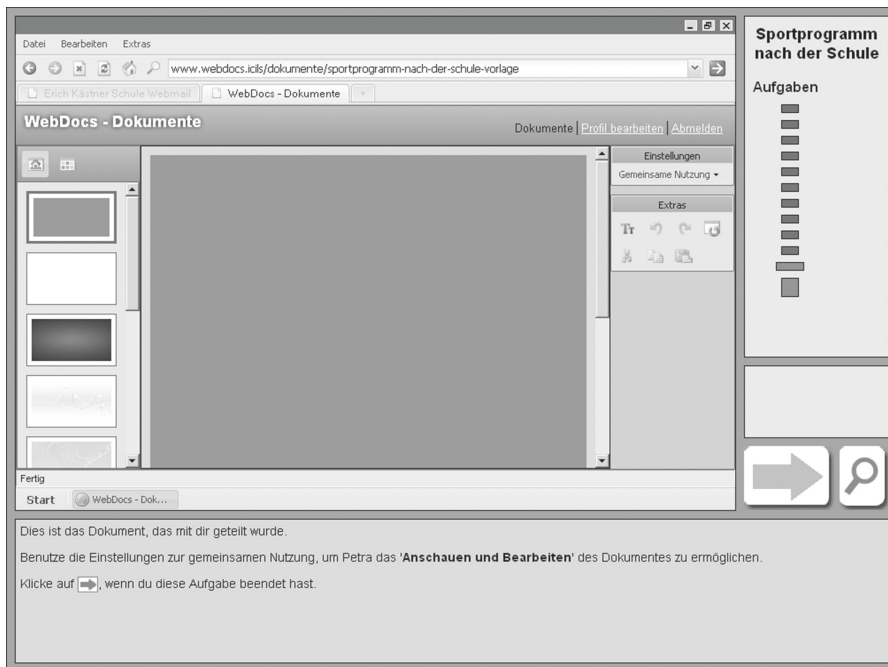 Datei Bearbeiten Extras
www.webdocs.icils/dokumente/sportprogramm-nach-der-schule-vorlage
Erich Kästner Schule Webmail WebDocs - Dokumente +
WebDocs - Dokumente
Dokumente | Profil bearbeiten | Abmelden
Einstellungen
Gemeinsame Nutzung
Extras
Tr
Fertig
Start WebDocs - Dok...
Sportprogramm
nach der Schule
Aufgaben
Dies ist das Dokument, das mit dir geteilt wurde.
Benutze die Einstellungen zur gemeinsamen Nutzung, um Petra das 'Anschauen und Bearbeiten' des Dokumentes zu ermöglichen.
Klicke auf , wenn du diese Aufgabe beendet hast.